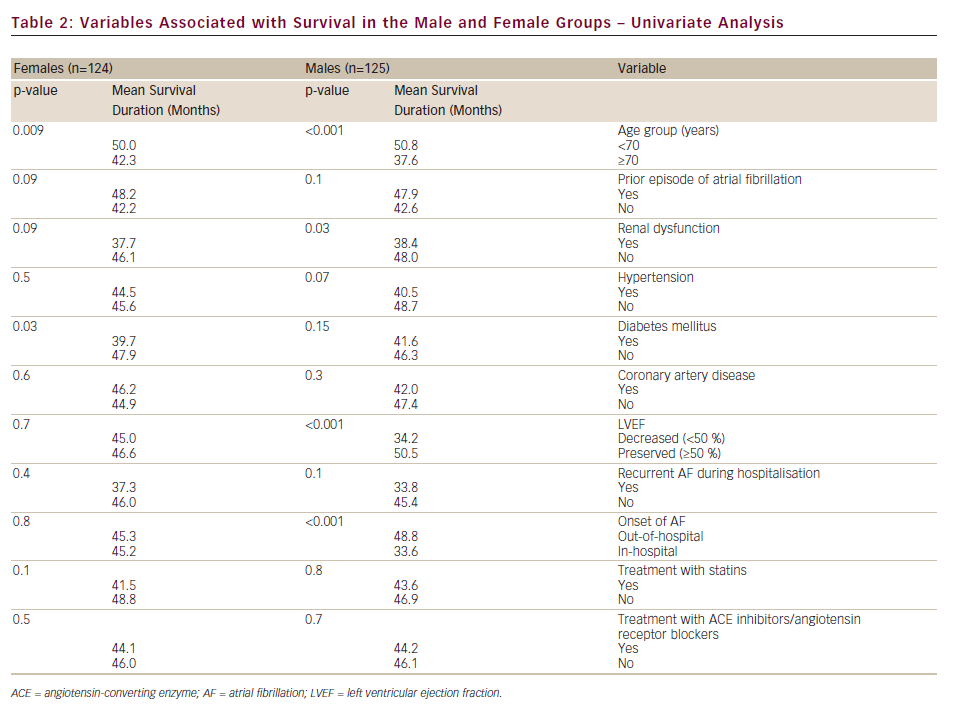 Table 2: Variables Associated with Survival in the Male and Female Groups – Univariate Analysis
Females (n=124) Males (n=125) Variable
p-value Mean Survival p-value Mean Survival
Duration (Months) Duration (Months)
0.009 <0.001 Age group (years)
50.0 50.8 <70
42.3 37.6 ≥70
0.09 0.1 Prior episode of atrial fibrillation
48.2 47.9 Yes
42.2 42.6 No
0.09 0.03 Renal dysfunction
37.7 38.4 Yes
46.1 48.0 No
0.5 0.07 Hypertension
44.5 40.5 Yes
45.6 48.7 No
0.03 0.15 Diabetes mellitus
39.7 41.6 Yes
47.9 46.3 No
0.6 0.3 Coronary artery disease
46.2 42.0 Yes
44.9 47.4 No
0.7 <0.001 LVEF
45.0 34.2 Decreased (<50 %)
46.6 50.5 Preserved (≥50 %)
0.4 0.1 Recurrent AF during hospitalisation
37.3 33.8 Yes
46.0 45.4 No
0.8 <0.001 Onset of AF
45.3 48.8 Out-of-hospital
45.2 33.6 In-hospital
0.1 0.8 Treatment with statins
41.5 43.6 Yes
48.8 46.9 No
0.5 0.7 Treatment with ACE inhibitors/angiotensin
receptor blockers
44.1 44.2 Yes
46.0 46.1 No
ACE = angiotensin-converting enzyme; AF = atrial fibrillation; LVEF = left ventricular ejection fraction.